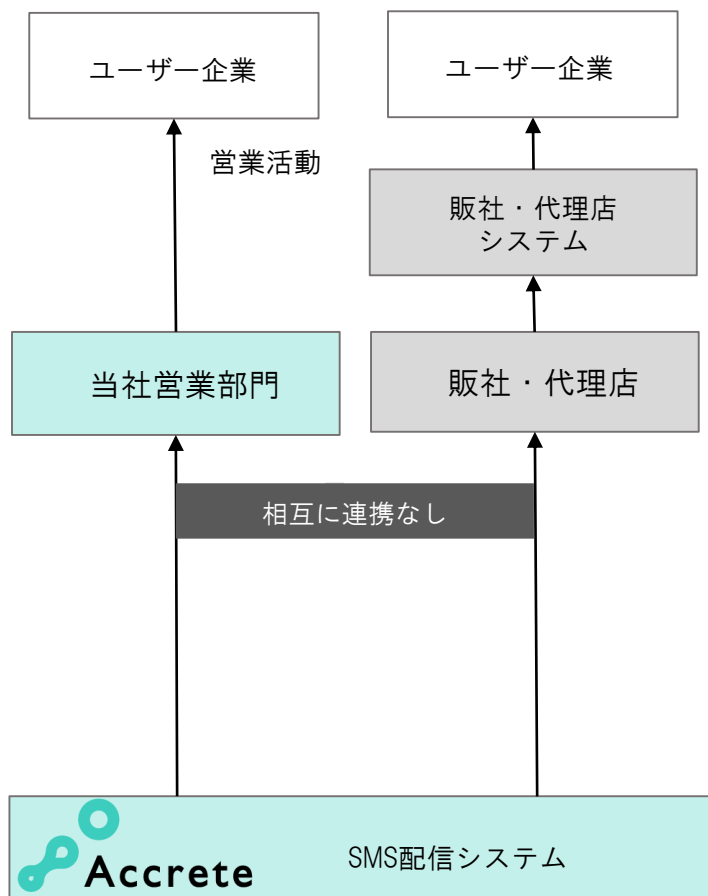 ユーザー企業
ユーザー企業
営業活動
販社・代理店
システム
当社営業部門
販社・代理店
相互に連携なし
Accrete
SMS配信システム